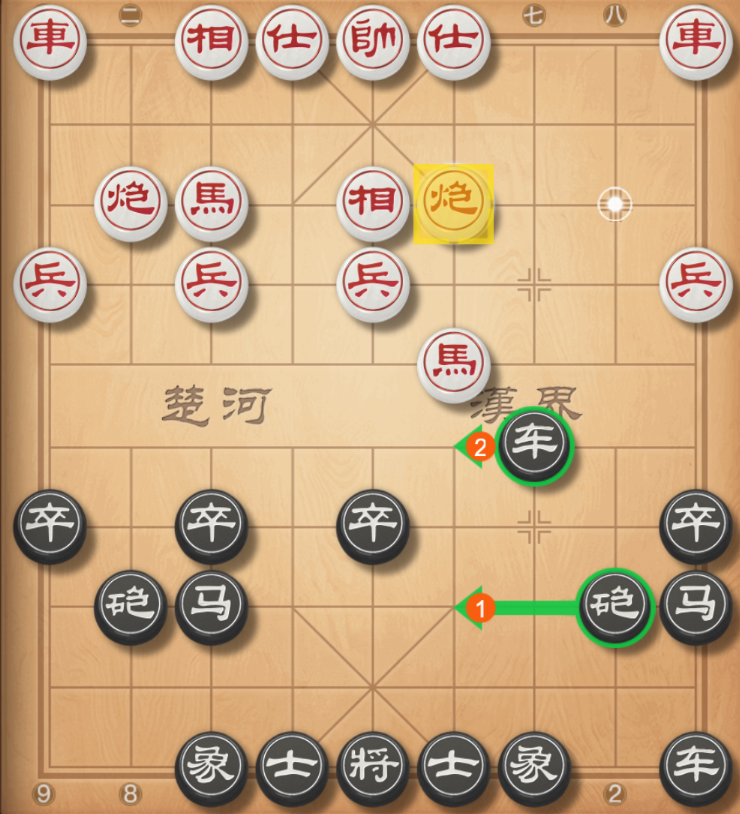 二 七 八
車 相 仕 帥 仕 車
炮 馬 相 炮
兵 兵 兵 兵
馬
楚河 漢界
2 车
卒 卒 卒 卒
砲 马 1 砲 马
象 士 将 士 象 车
9 8 2